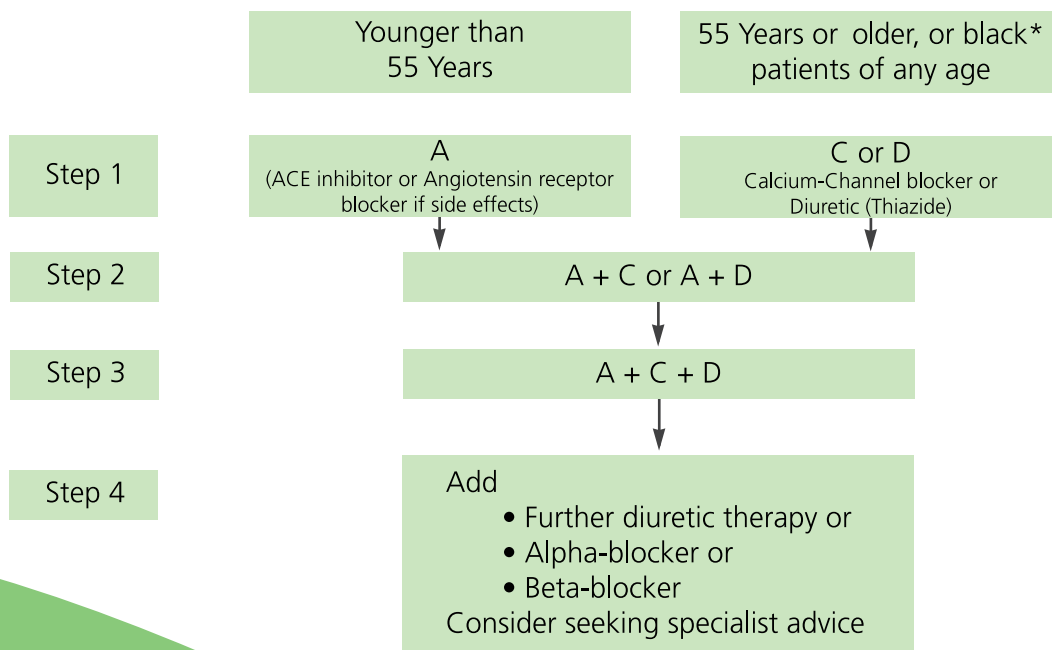 Younger than
55 Years
55 Years or older, or black*
patients of any age
Step 1
A
(ACE inhibitor or Angiotensin receptor
blocker if side effects)
C or D
Calcium-Channel blocker or
Diuretic (Thiazide)
Step 2
A + C or A + D
Step 3
A + C + D
Step 4
Add
• Further diuretic therapy or
• Alpha-blocker or
• Beta-blocker
Consider seeking specialist advice